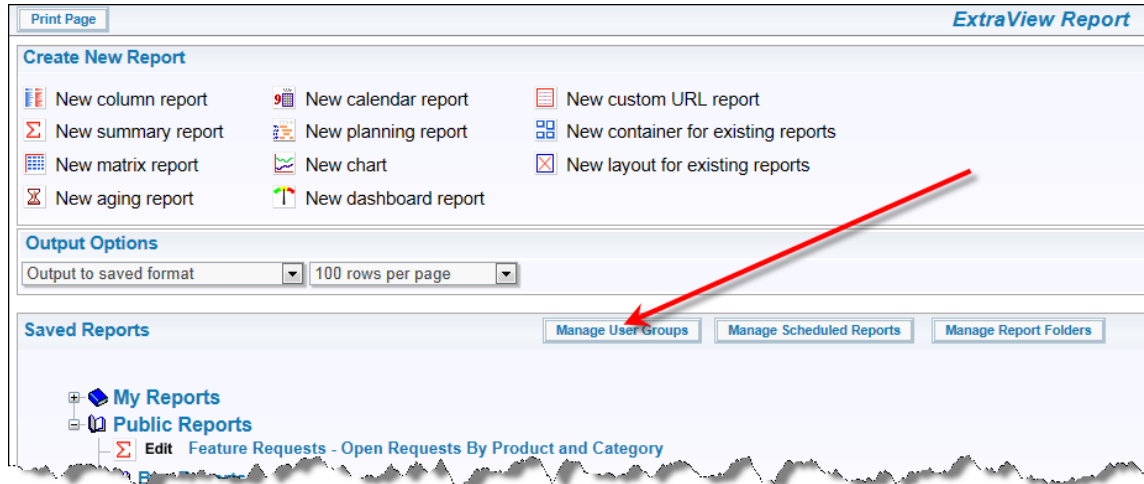 Print Page ExtraView Report
Create New Report
New column report New calendar report New custom URL report
New summary report New planning report New container for existing reports
New matrix report New chart New layout for existing reports
New aging report New dashboard report
Output Options
Output to saved format 100 rows per page
Saved Reports Manage User Groups Manage Scheduled Reports Manage Report Folders
My Reports
Public Reports
Edit Feature Requests - Open Requests By Product and Category